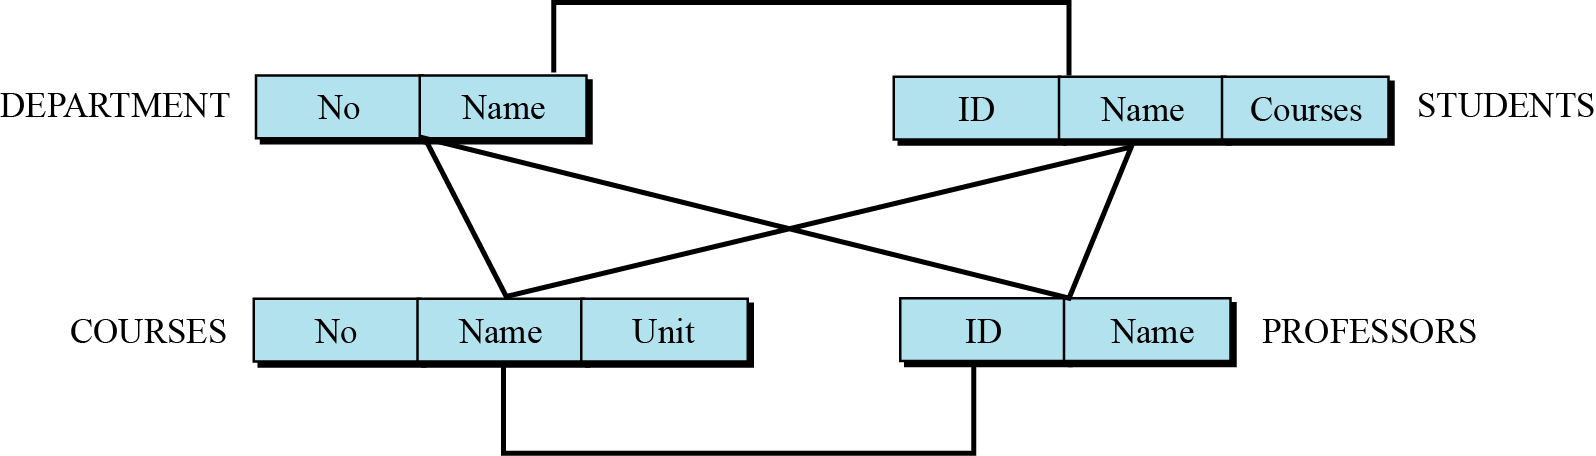 DEPARTMENT No Name
ID Name Courses STUDENTS
COURSES No Name Unit
ID Name PROFESSORS